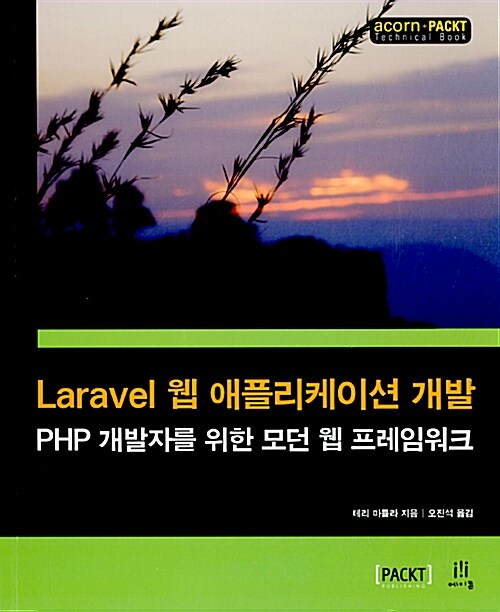 acorn+PACKT
Technical Book
Laravel 웹 애플리케이션 개발
PHP 개발자를 위한 모던 웹 프레임워크
테리 마튤라 지음 | 오진석 옮김
[PACKT]
PUBLISHING
에이콘